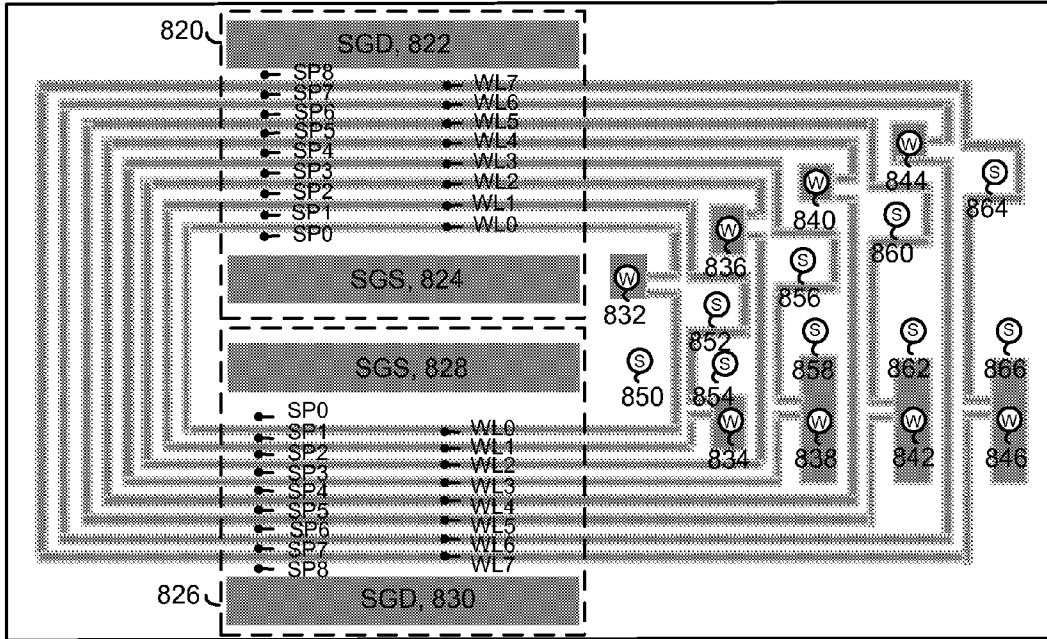 820
SGD, 822
SP8
WL7
SP7
WL6
SP6
WL5
SP5
WL4
SP4
WL3
SP3
WL2
SP2
WL1
SP1
WL0
SP0
SGS, 824
W
844
S
864
W
840
S
860
W
836
S
856
W
832
S
852
S
850
S
854
S
858
S
862
S
866
SGS, 828
SP0
WL0
SP1
WL1
SP2
WL2
SP3
WL3
SP4
WL4
SP5
WL5
SP6
WL6
SP7
WL7
SP8
W
834
W
838
W
842
W
846
826
SGD, 830